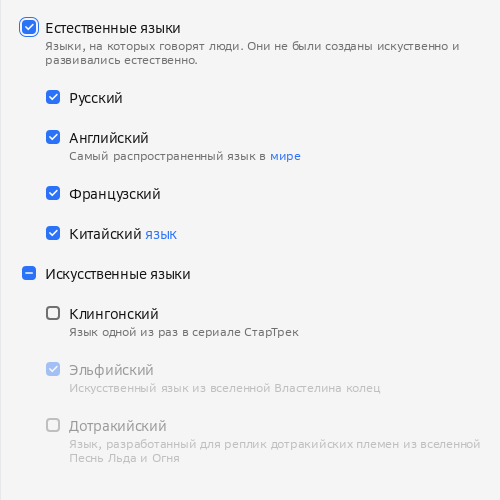 Естественные языки
Языки, на которых говорят люди. Они не были созданы искуственно и
развивались естественно.
Русский
Английский
Самый распространенный язык в мире
Французский
Китайский язык
Искусственные языки
Клингонский
Язык одной из раз в сериале СтарТрек
Эльфийский
Искусственный язык из вселенной Властелина колец
Дотракийский
Язык, разработанный для реплик дотракийских племен из вселенной
Песнь Льда и Огня